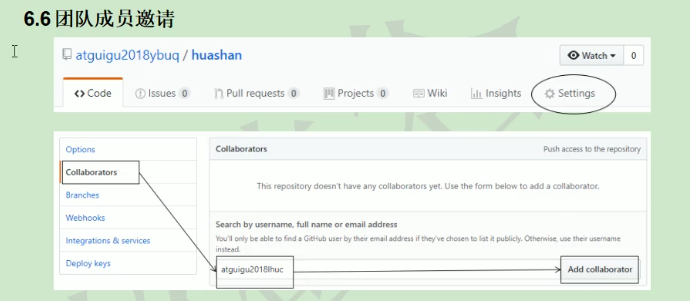 6.6 团队成员邀请
atguigu2018ybuq / huashan
Watch 0
Code Issues 0 Pull requests 0 Projects 0 Wiki Insights Settings
Options
Collaborators
Branches
Webhooks
Integrations & services
Deploy keys
Collaborators Push access to the repository
This repository doesn't have any collaborators yet. Use the form below to add a collaborator.
Search by username, full name or email address
You'll only be able to find a GitHub user by their email address if they've chosen to list it publicly. Otherwise, use their username
instead.
atguigu2018lhuc Add collaborator